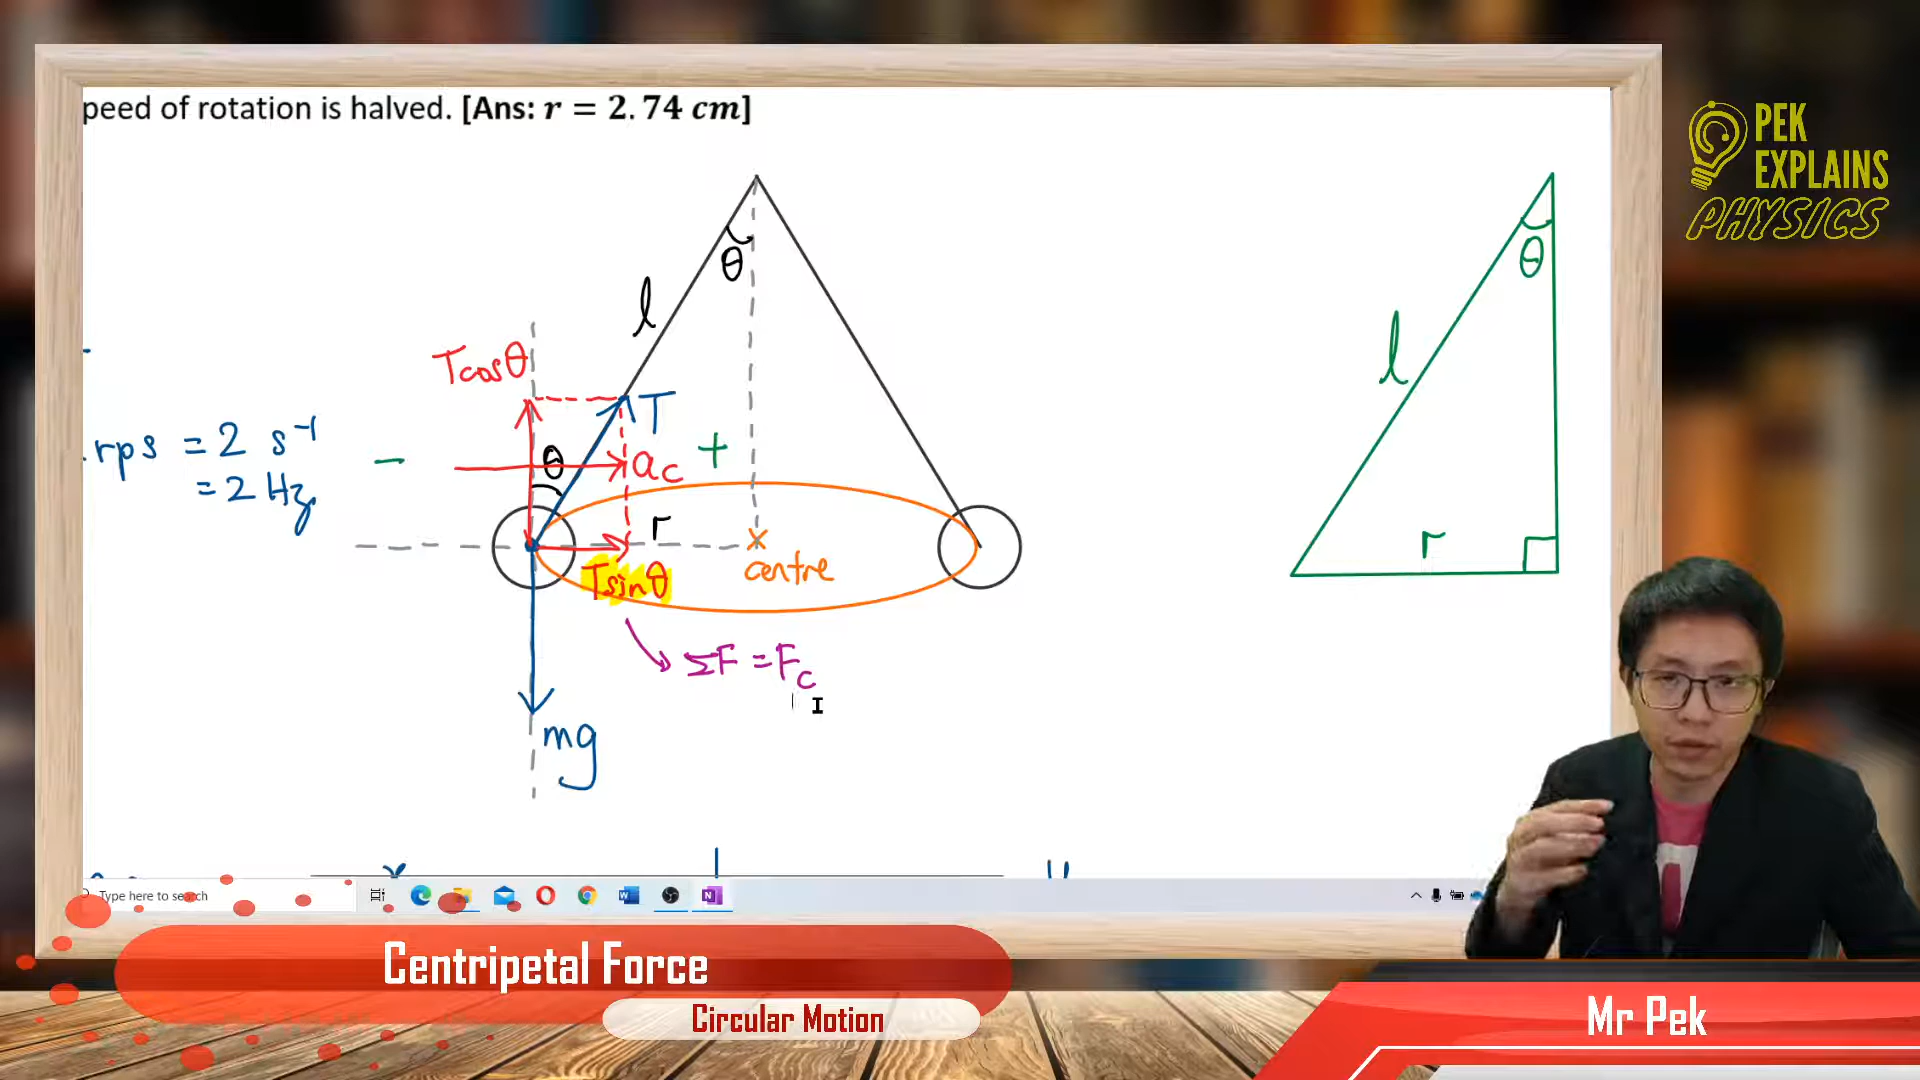 peed of rotation is halved. [Ans: r = 2.74 cm]
PEK
EXPLAINS
PHYSICS
θ
θ
l
l
Tcosθ
T
rps = 2 s⁻¹
= 2 Hz
−
θ
a_c
+
r
r
centre
Tsinθ
ΣF = F_c
mg
Type here to search
Centripetal Force
Circular Motion
Mr Pek